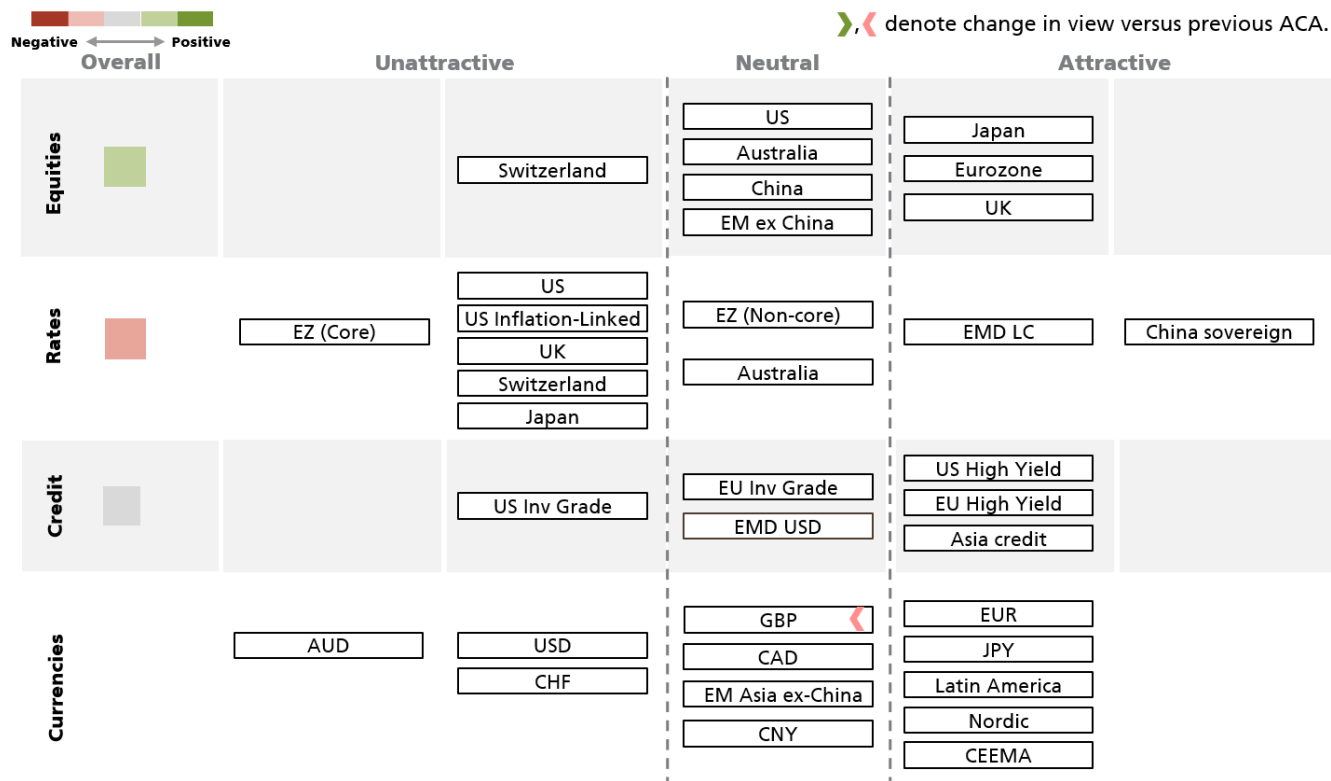 ❯,❮ denote change in view versus previous ACA.
Negative Positive
Overall Unattractive Neutral Attractive
Equities
Switzerland
US
Australia
China
EM ex China
Japan
Eurozone
UK
Rates
EZ (Core)
US
US Inflation-Linked
UK
Switzerland
Japan
EZ (Non-core)
Australia
EMD LC
China sovereign
Credit
US Inv Grade
EU Inv Grade
EMD USD
US High Yield
EU High Yield
Asia credit
Currencies
AUD
USD
CHF
GBP
CAD
EM Asia ex-China
CNY
EUR
JPY
Latin America
Nordic
CEEMA